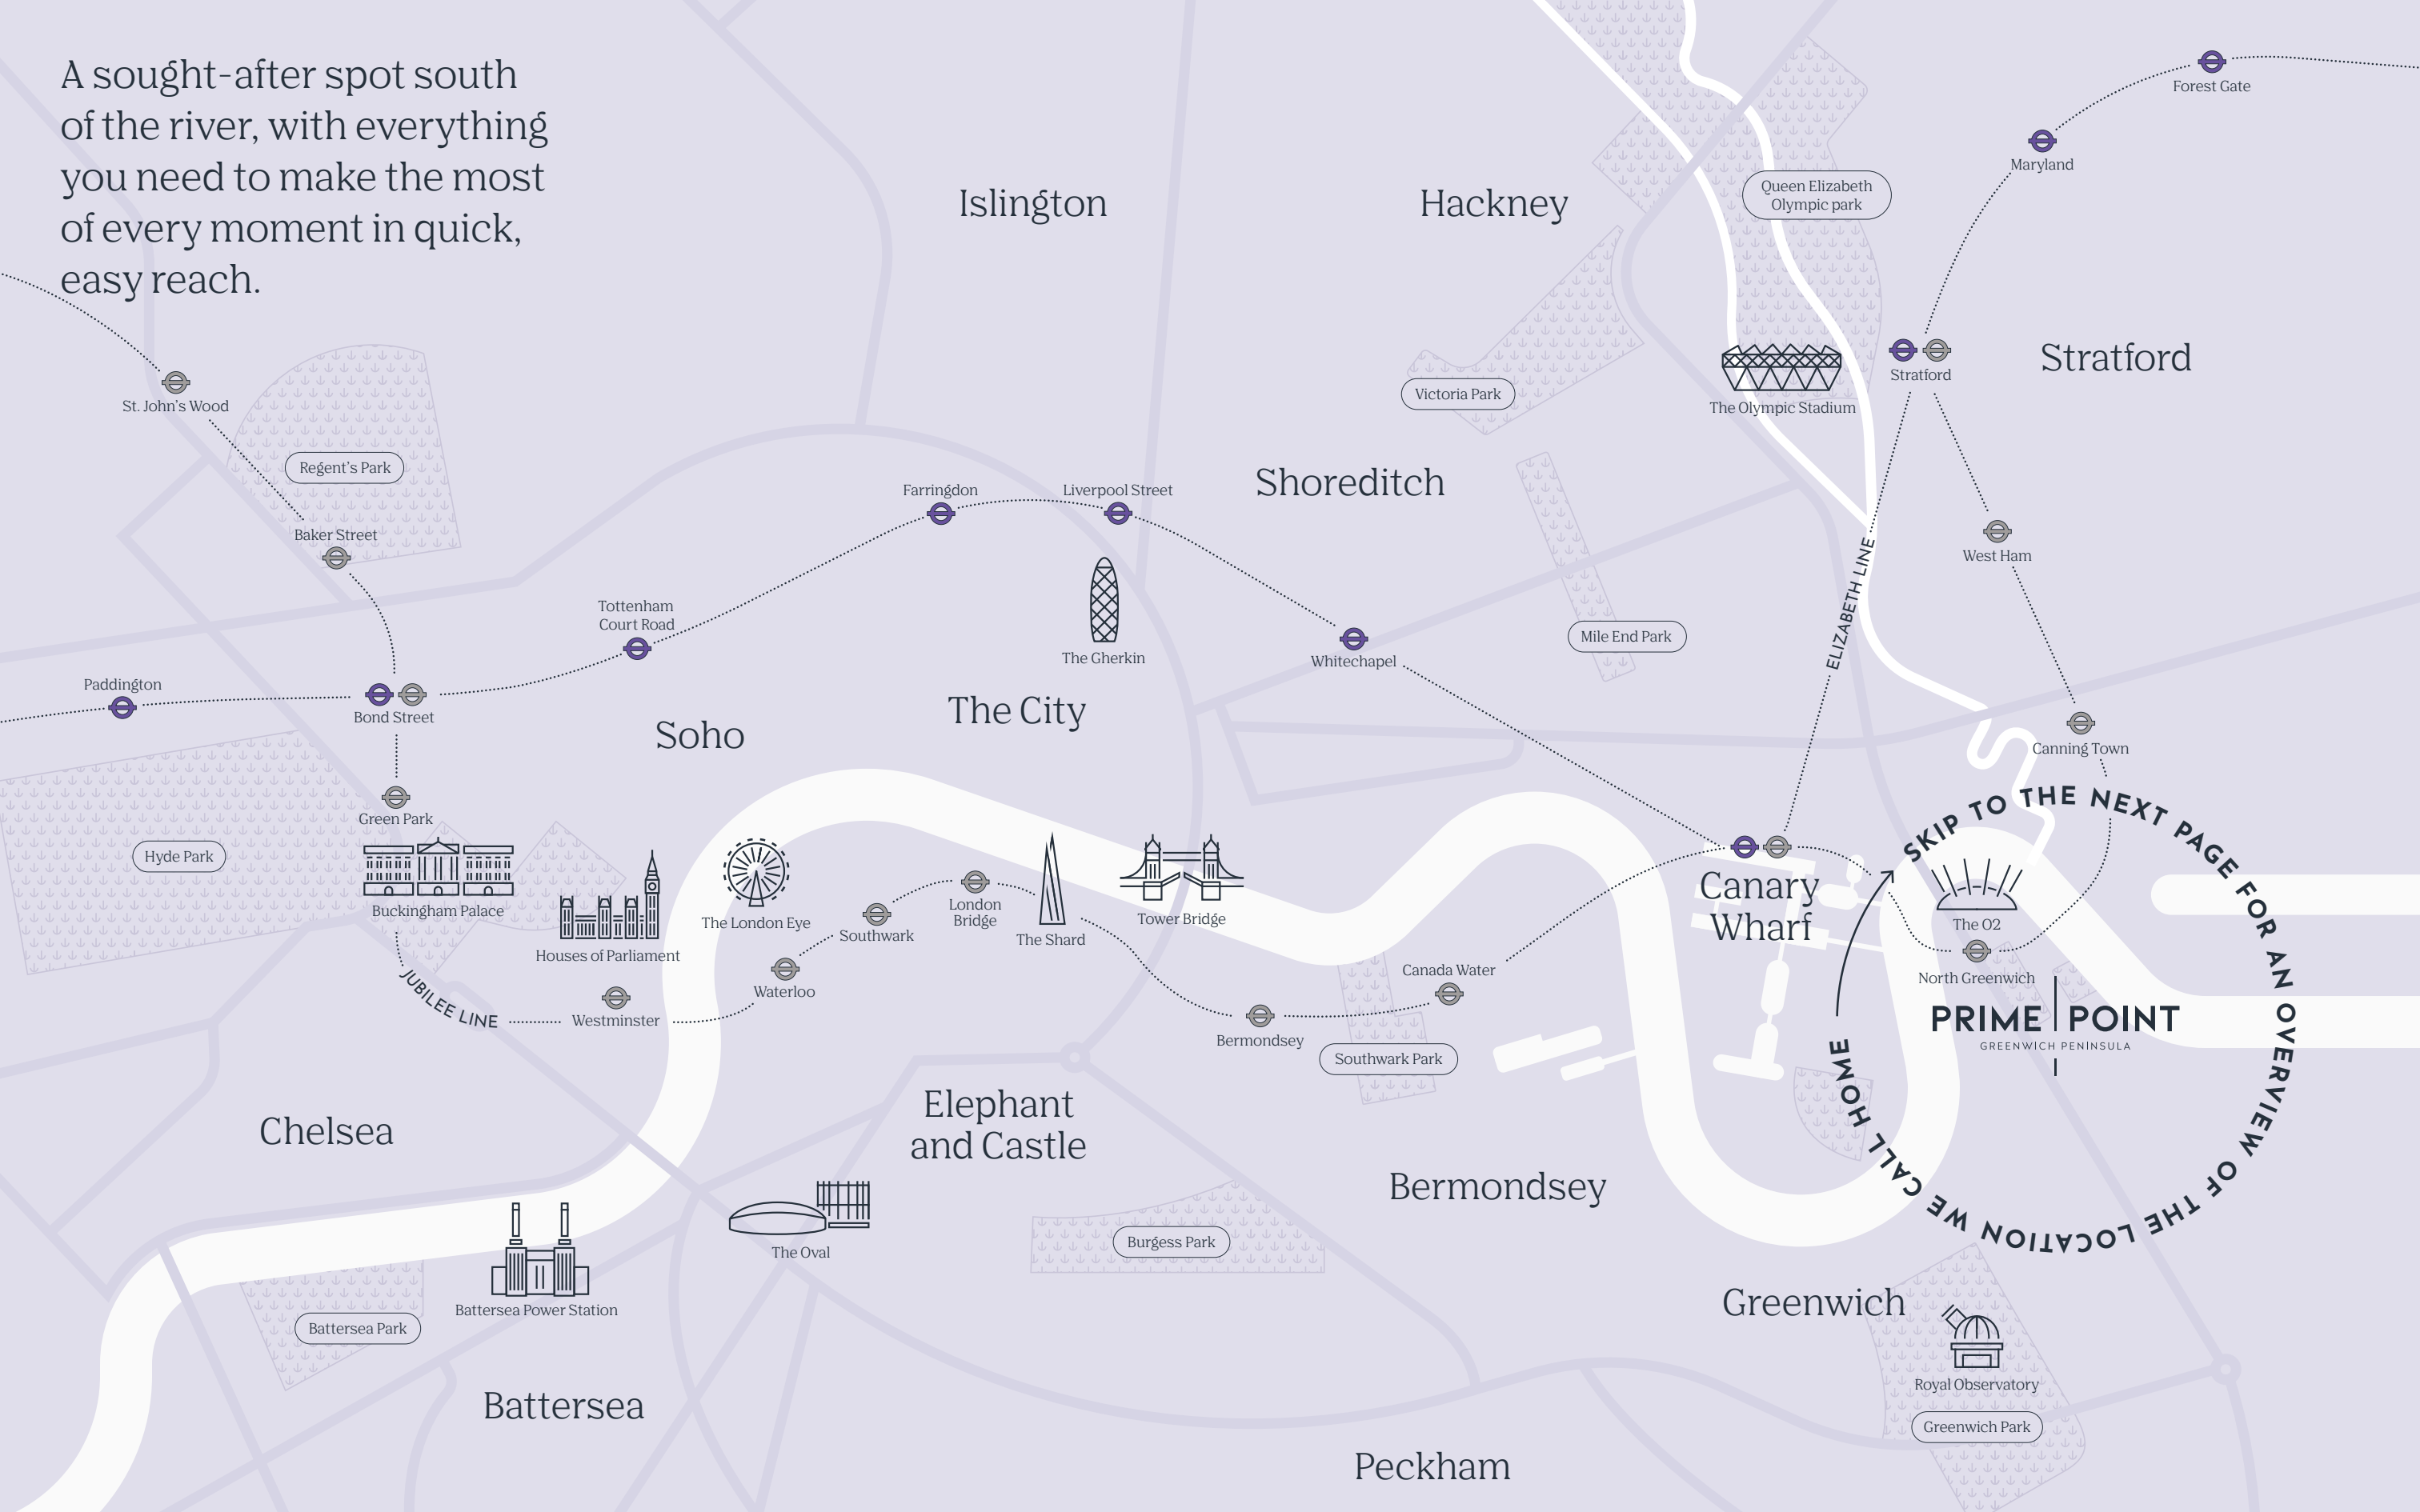 A sought-after spot south
of the river, with everything
you need to make the most
of every moment in quick,
easy reach.
Forest Gate
Maryland
Queen Elizabeth
Olympic park
Islington
Hackney
Stratford
Stratford
The Olympic Stadium
Victoria Park
St. John's Wood
Regent's Park
Shoreditch
Farringdon
Liverpool Street
Baker Street
West Ham
ELIZABETH LINE
Tottenham
Court Road
Mile End Park
The Gherkin
Whitechapel
Paddington
Bond Street
The City
Soho
Canning Town
Green Park
Hyde Park
Buckingham Palace
Houses of Parliament
The London Eye
Southwark
London
Bridge
The Shard
Tower Bridge
Canary
Wharf
The O2
North Greenwich
Canada Water
Waterloo
Westminster
JUBILEE LINE
Bermondsey
Southwark Park
PRIME POINT
GREENWICH PENINSULA
SKIP TO THE NEXT PAGE FOR AN OVERVIEW OF THE LOCATION WE CALL HOME
Chelsea
Elephant
and Castle
Bermondsey
The Oval
Burgess Park
Battersea Power Station
Battersea Park
Greenwich
Royal Observatory
Greenwich Park
Battersea
Peckham